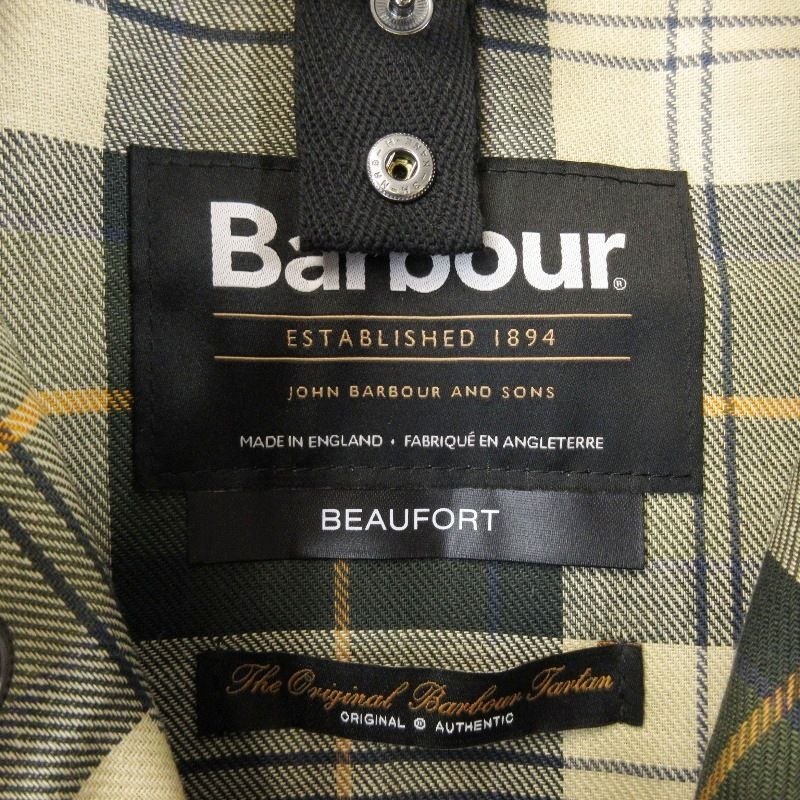 Barbour®
ESTABLISHED 1894
JOHN BARBOUR AND SONS
MADE IN ENGLAND • FABRIQUÉ EN ANGLETERRE
BEAUFORT
The Original Barbour Tartan
ORIGINAL AUTHENTIC